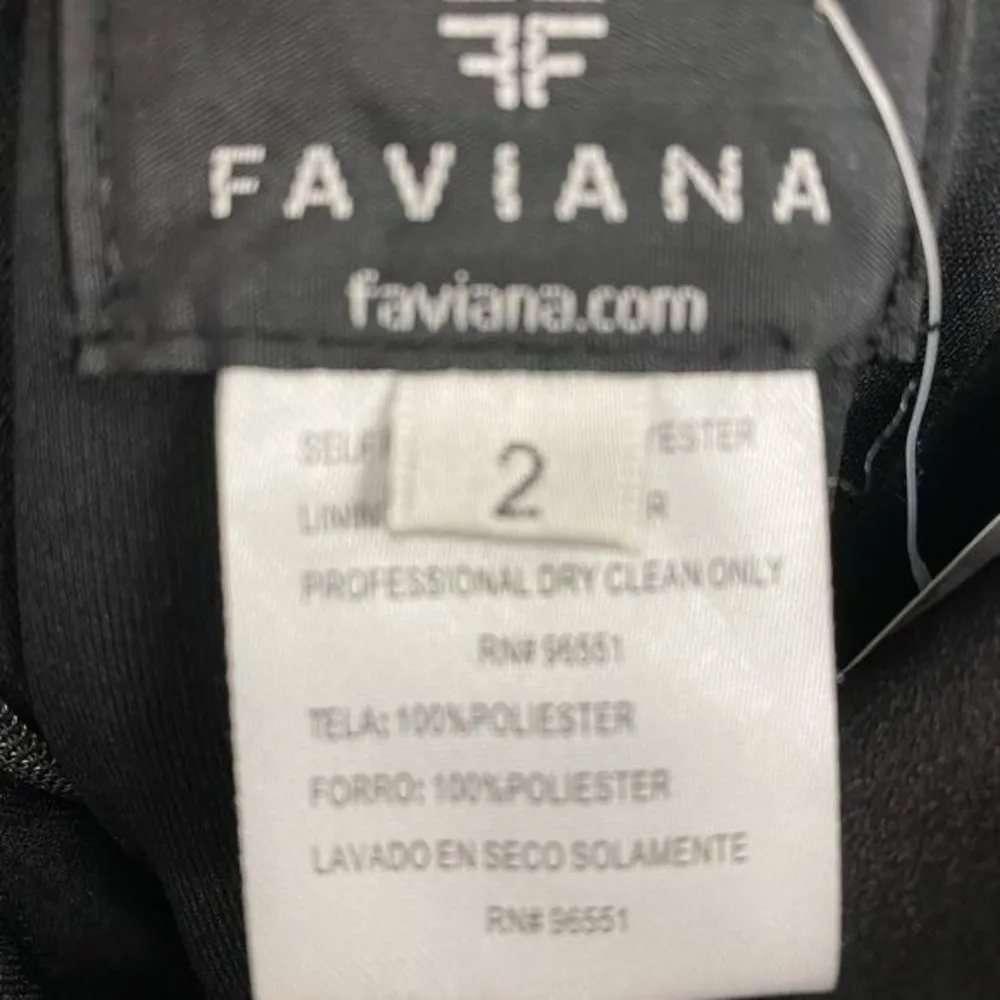 FAVIANA
faviana.com
2
PROFESSIONAL DRY CLEAN ONLY
RN# 96551
TELA: 100%POLIESTER
FORRO: 100%POLIESTER
LAVADO EN SECO SOLAMENTE
RN# 96551